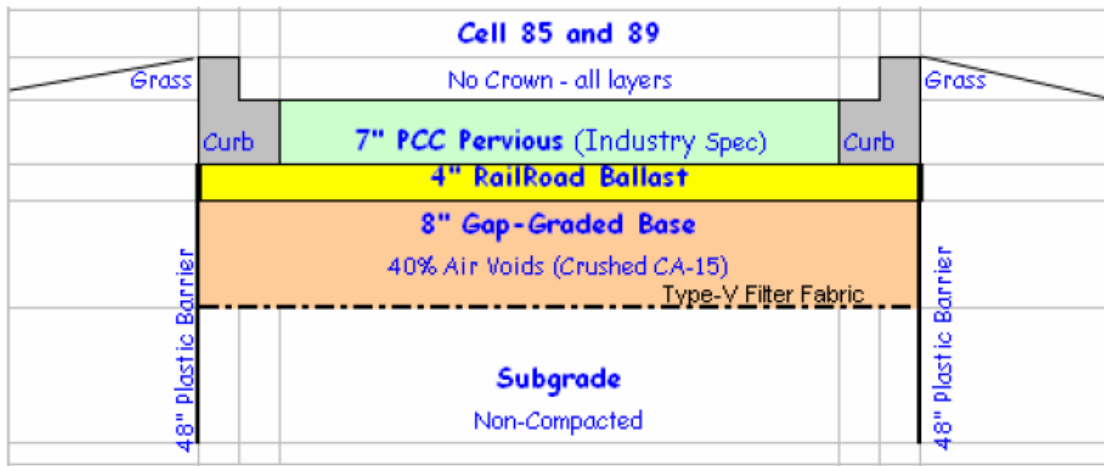 Cell 85 and 89
Grass
No Crown - all layers
Grass
Curb
7" PCC Pervious (Industry Spec)
Curb
4" RailRoad Ballast
8" Gap-Graded Base
40% Air Voids (Crushed CA-15)
Type-V Filter Fabric
48" Plastic Barrier
48" Plastic Barrier
Subgrade
Non-Compacted